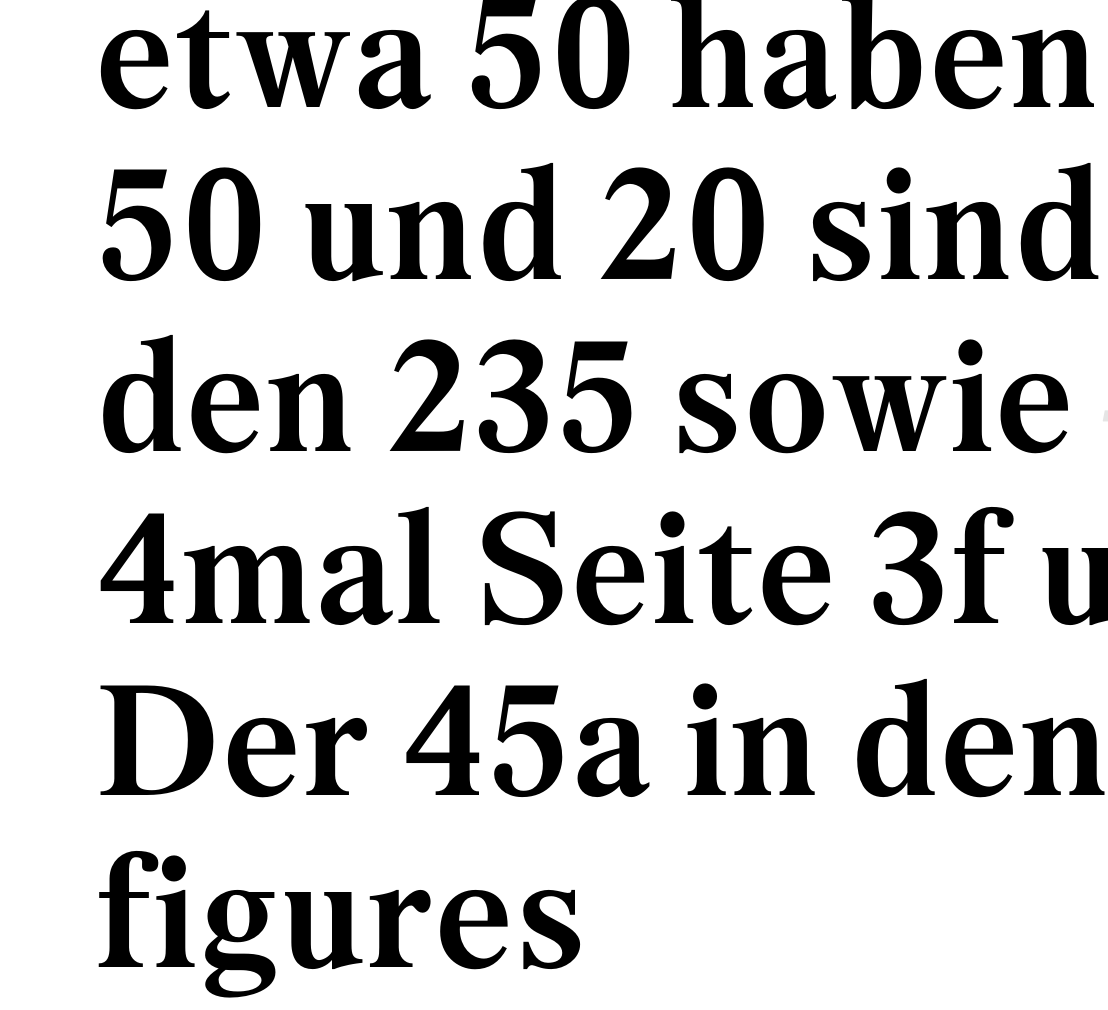 etwa 50 haben
50 und 20 sind
den 235 sowie
4mal Seite 3f u
Der 45a in den
figures